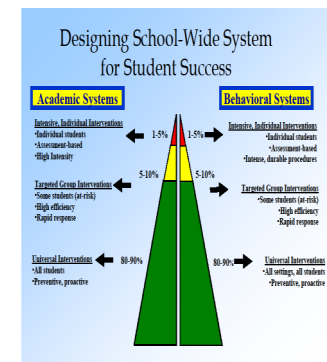 Designing School-Wide System
for Student Success
Academic Systems
Behavioral Systems
Intensive, Individual Interventions
•Individual students
•Assessment-based
•High Intensity
1-5%
1-5%
Intensive, Individual Interventions
•Individual students
•Assessment-based
•Intense, durable procedures
Targeted Group Interventions
•Some students (at-risk)
•High efficiency
•Rapid response
5-10%
5-10%
Targeted Group Interventions
•Some students (at-risk)
•High efficiency
•Rapid response
Universal Interventions
•All students
•Preventive, proactive
80-90%
80-90%
Universal Interventions
•All settings, all students
•Preventive, proactive